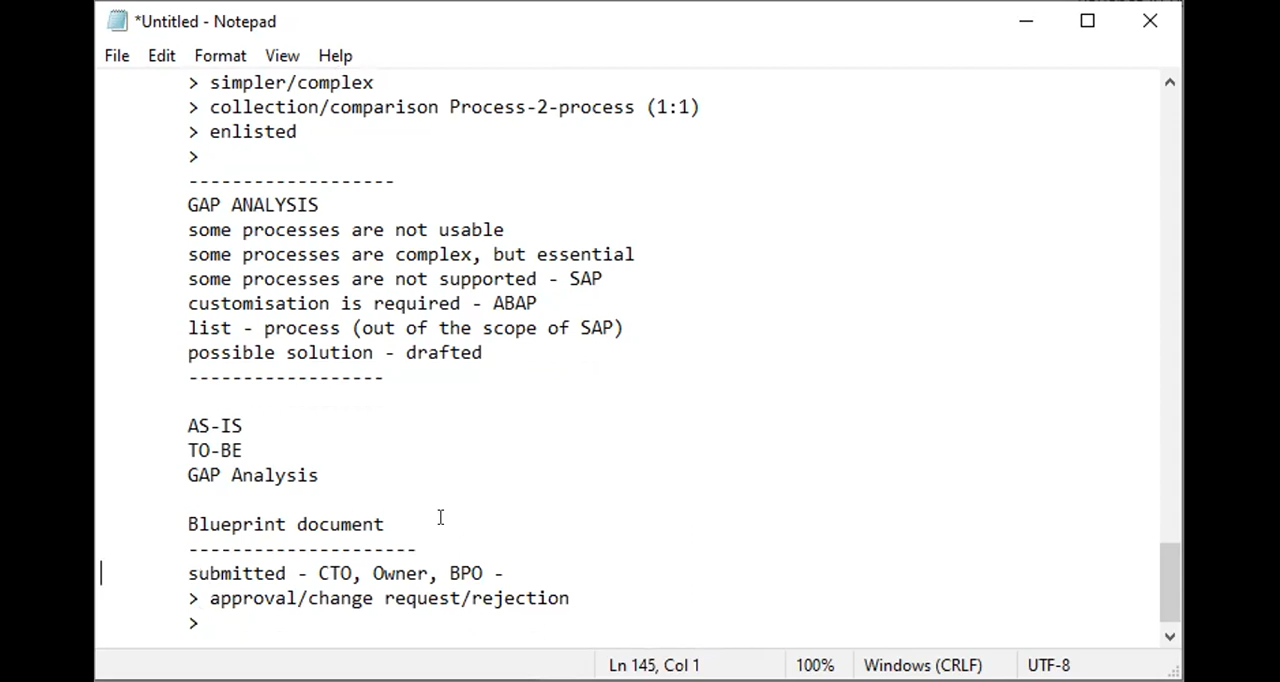 *Untitled - Notepad
File Edit Format View Help
> simpler/complex
> collection/comparison Process-2-process (1:1)
> enlisted
>
-------------------
GAP ANALYSIS
some processes are not usable
some processes are complex, but essential
some processes are not supported - SAP
customisation is required - ABAP
list - process (out of the scope of SAP)
possible solution - drafted
------------------
AS-IS
TO-BE
GAP Analysis
Blueprint document
---------------------
submitted - CTO, Owner, BPO -
> approval/change request/rejection
>
Ln 145, Col 1 100% Windows (CRLF) UTF-8